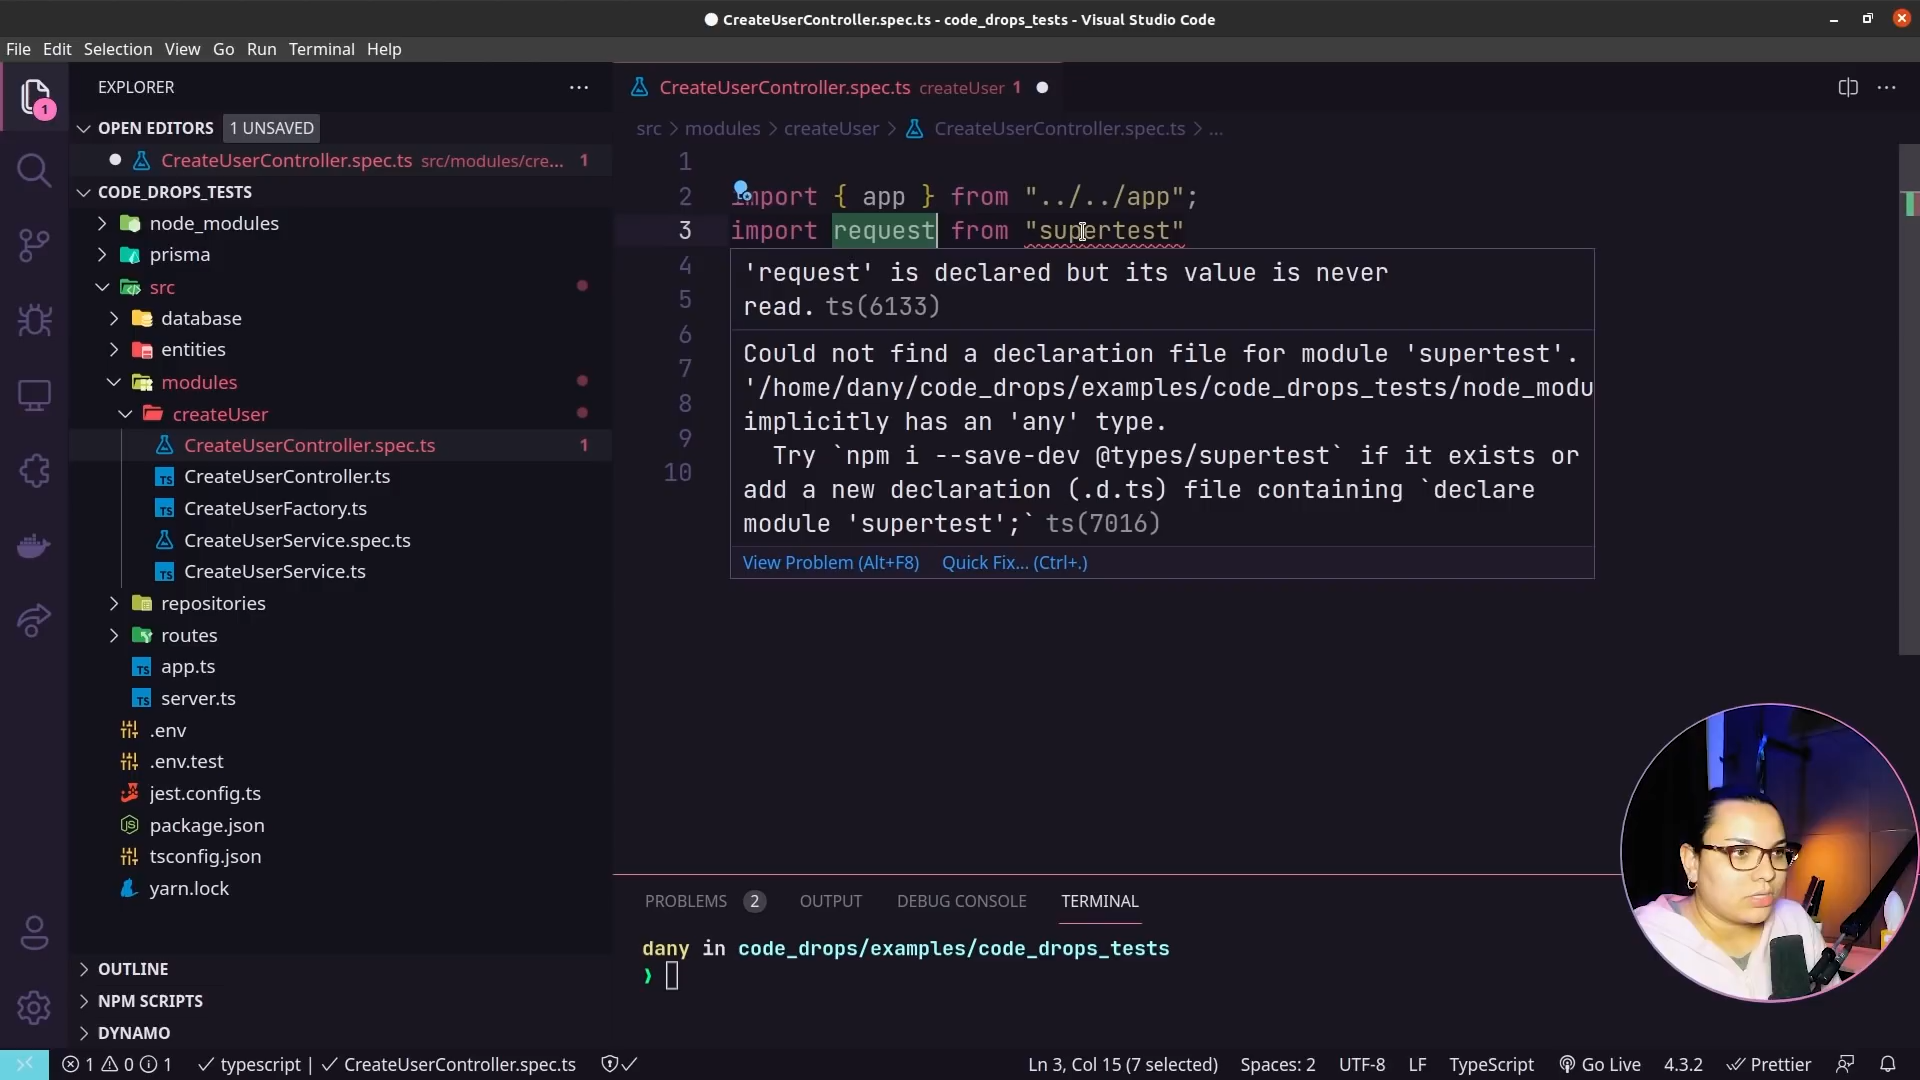 CreateUserController.spec.ts - code_drops_tests - Visual Studio Code
File Edit Selection View Go Run Terminal Help
EXPLORER
OPEN EDITORS 1 UNSAVED
CreateUserController.spec.ts src/modules/cre... 1
CODE_DROPS_TESTS
node_modules
prisma
src
database
entities
modules
createUser
CreateUserController.spec.ts 1
CreateUserController.ts
CreateUserFactory.ts
CreateUserService.spec.ts
CreateUserService.ts
repositories
routes
app.ts
server.ts
.env
.env.test
jest.config.ts
package.json
tsconfig.json
yarn.lock
OUTLINE
NPM SCRIPTS
DYNAMO
1
CreateUserController.spec.ts createUser 1
src > modules > createUser > CreateUserController.spec.ts > ...
1
2 import { app } from "../../app";
3 import request from "supertest"
4
5
6
7
8
9
10
'request' is declared but its value is never
read. ts(6133)
Could not find a declaration file for module 'supertest'.
'/home/dany/code_drops/examples/code_drops_tests/node_modu
implicitly has an 'any' type.
Try `npm i --save-dev @types/supertest` if it exists or
add a new declaration (.d.ts) file containing `declare
module 'supertest';` ts(7016)
View Problem (Alt+F8) Quick Fix... (Ctrl+.)
PROBLEMS 2 OUTPUT DEBUG CONSOLE TERMINAL
dany in code_drops/examples/code_drops_tests
❯
1 0 1 typescript | CreateUserController.spec.ts Ln 3, Col 15 (7 selected) Spaces: 2 UTF-8 LF TypeScript Go Live 4.3.2 Prettier